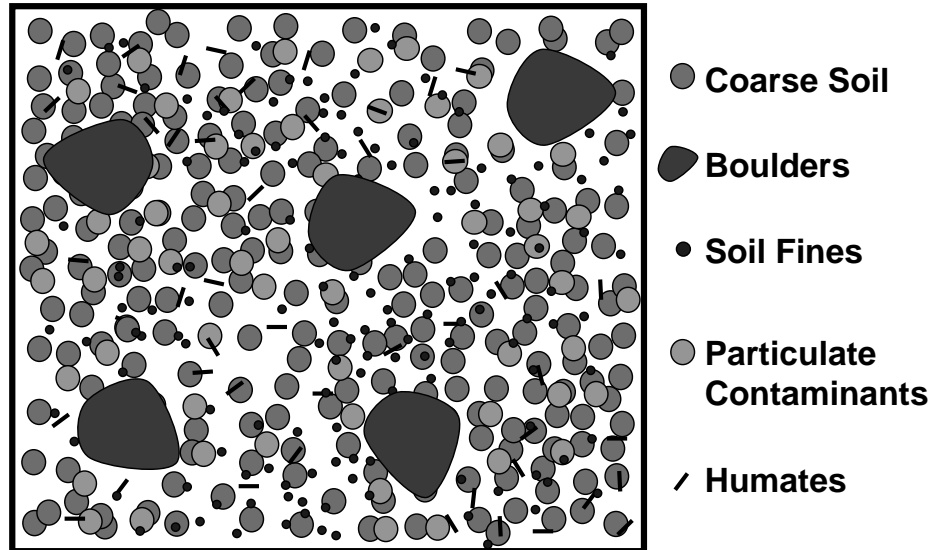 Coarse Soil
Boulders
Soil Fines
Particulate
Contaminants
Humates